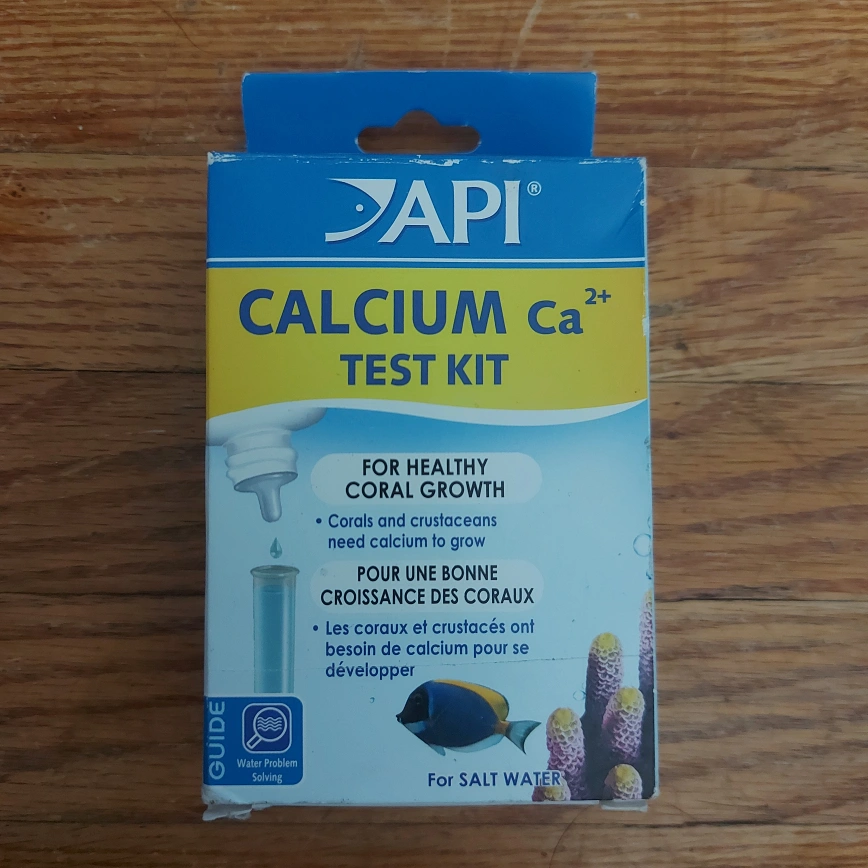 API®
CALCIUM Ca2+
TEST KIT
FOR HEALTHY
CORAL GROWTH
• Corals and crustaceans
need calcium to grow
POUR UNE BONNE
CROISSANCE DES CORAUX
• Les coraux et crustacés ont
besoin de calcium pour se
développer
GUIDE
Water Problem
Solving
For SALT WATER